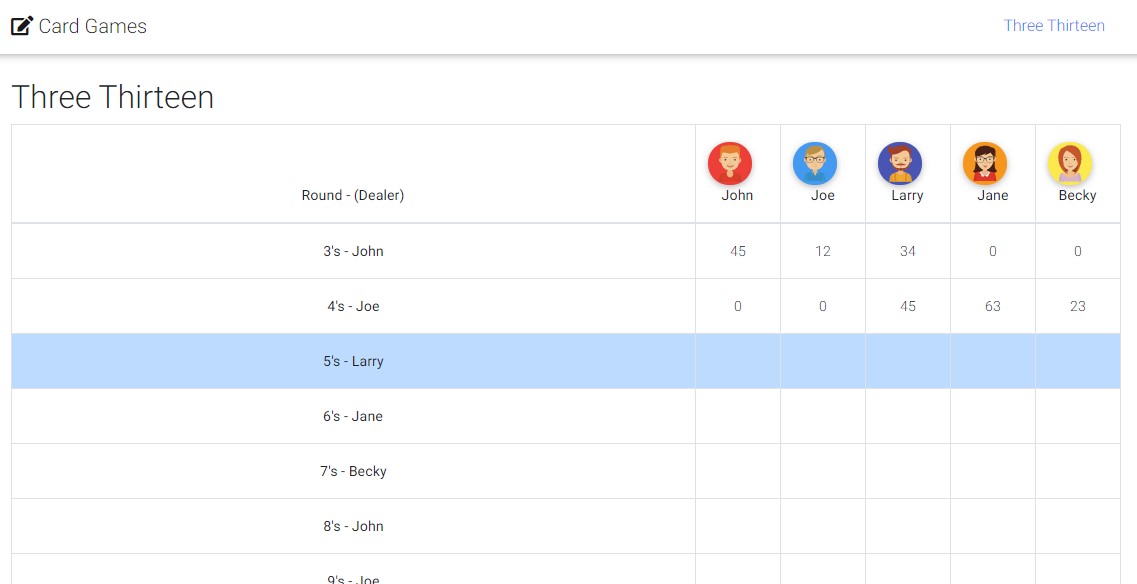 Card Games
Three Thirteen
Three Thirteen
Round - (Dealer) John Joe Larry Jane Becky
3's - John 45 12 34 0 0
4's - Joe 0 0 45 63 23
5's - Larry
6's - Jane
7's - Becky
8's - John
9's - Joe